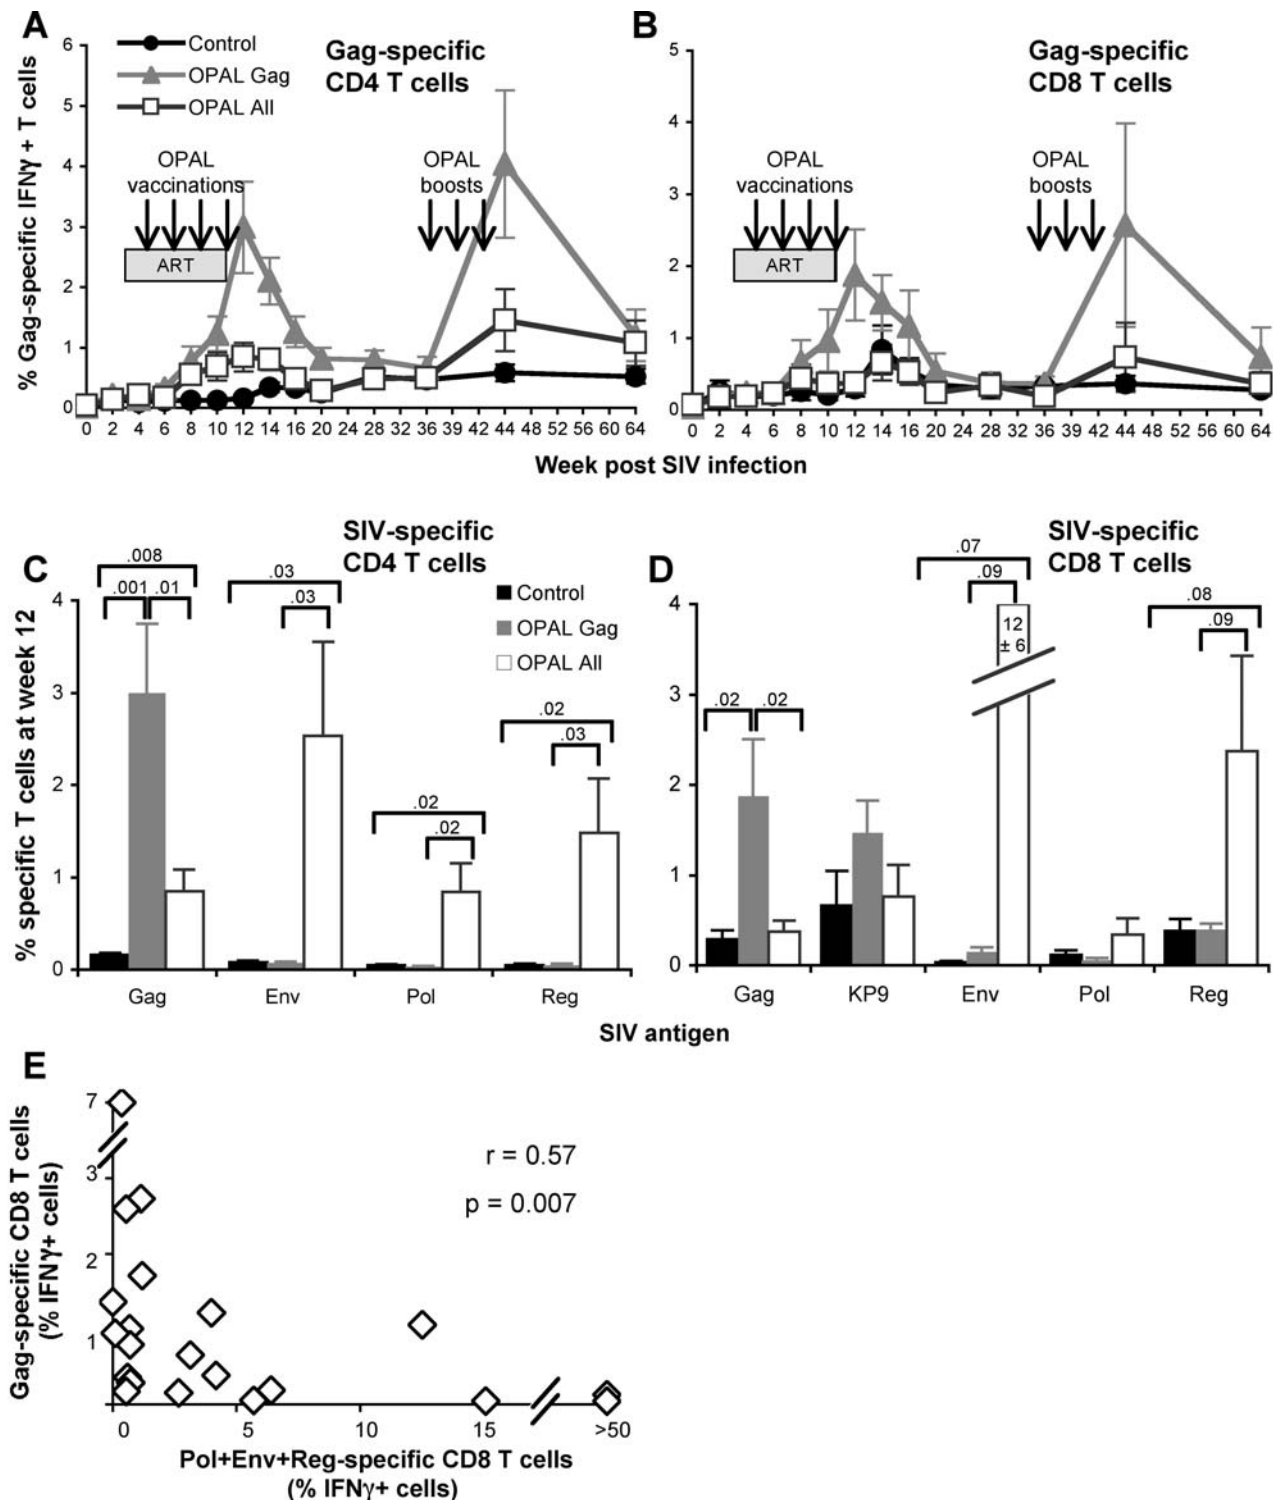 A
Control
OPAL Gag
OPAL All
Gag-specific
CD4 T cells
% Gag-specific IFNγ + T cells
6
5
4
3
2
1
0
OPAL
vaccinations
ART
OPAL
boosts
0 2 4 6 8 10 12 14 16 20 24 28 32 36 39 42 44 48 52 56 60 64
B
Gag-specific
CD8 T cells
5
4
3
2
1
0
OPAL
vaccinations
ART
OPAL
boosts
0 2 4 6 8 10 12 14 16 20 24 28 32 36 39 42 44 48 52 56 60 64
Week post SIV infection
C
SIV-specific
CD4 T cells
Control
OPAL Gag
OPAL All
% specific T cells at week 12
4
3
2
1
0
.008
.001
.01
.03
.03
.02
.02
.02
.03
Gag Env Pol Reg
D
SIV-specific
CD8 T cells
4
3
2
1
0
.02
.02
.07
.09
12
± 6
.08
.09
Gag KP9 Env Pol Reg
SIV antigen
E
Gag-specific CD8 T cells
(% IFNγ+ cells)
7
3
2
1
r = 0.57
p = 0.007
0 5 10 15 >50
Pol+Env+Reg-specific CD8 T cells
(% IFNγ+ cells)